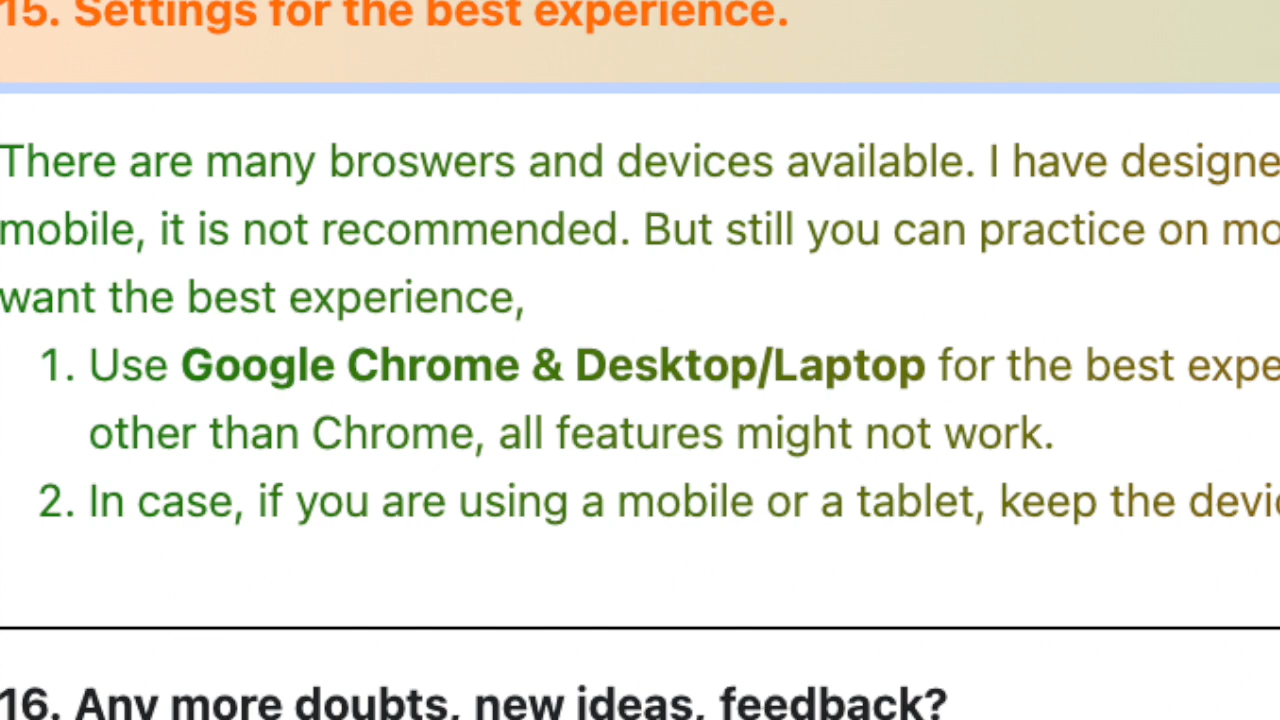 15. Settings for the best experience.
There are many broswers and devices available. I have designe
mobile, it is not recommended. But still you can practice on mo
want the best experience,
1. Use Google Chrome & Desktop/Laptop for the best expe
other than Chrome, all features might not work.
2. In case, if you are using a mobile or a tablet, keep the devic
16. Any more doubts, new ideas, feedback?